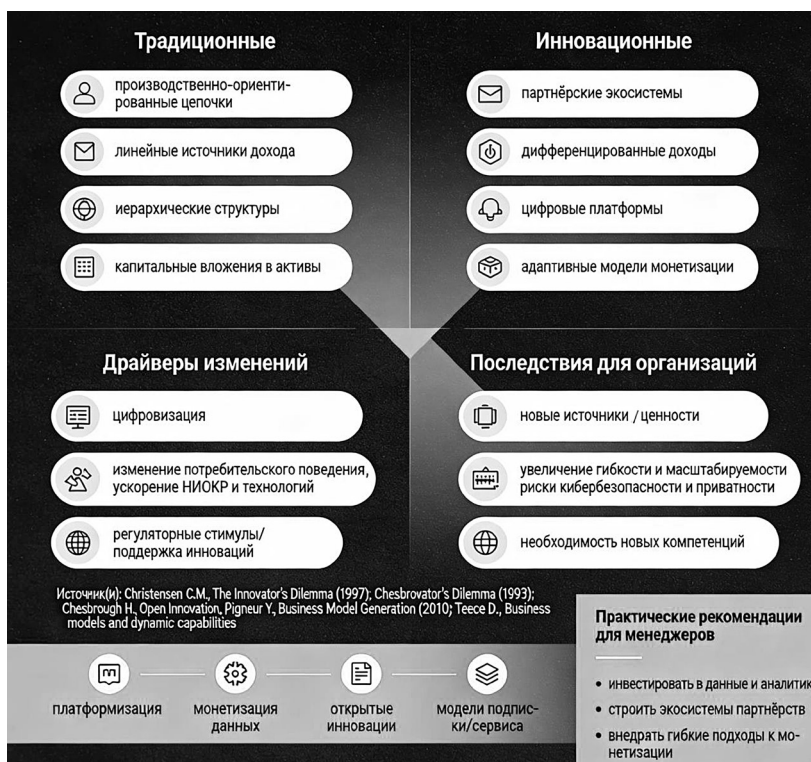 Традиционные
производственно-ориенти-
рованные цепочки
линейные источники дохода
иерархические структуры
капитальные вложения в активы
Инновационные
партнёрские экосистемы
дифференцированные доходы
цифровые платформы
адаптивные модели монетизации
Драйверы изменений
цифровизация
изменение потребительского поведения,
ускорение НИОКР и технологий
регуляторные стимулы/
поддержка инноваций
Последствия для организаций
новые источники / ценности
увеличение гибкости и масштабируемости
риски кибербезопасности и приватности
необходимость новых компетенций
Источник(и): Christensen C.M., The Innovator's Dilemma (1997); Chesbrovator's Dilemma (1993);
Chesbrough H., Open Innovation, Pigneur Y., Business Model Generation (2010; Teece D., Business
models and dynamic capabilities
платформизация
монетизация
данных
открытые
инновации
модели подпис-
ки/сервиса
Практические рекомендации
для менеджеров
• инвестировать в данные и аналитик
• строить экосистемы партнёрств
• внедрать гибкие подходы к мо-
нетизации